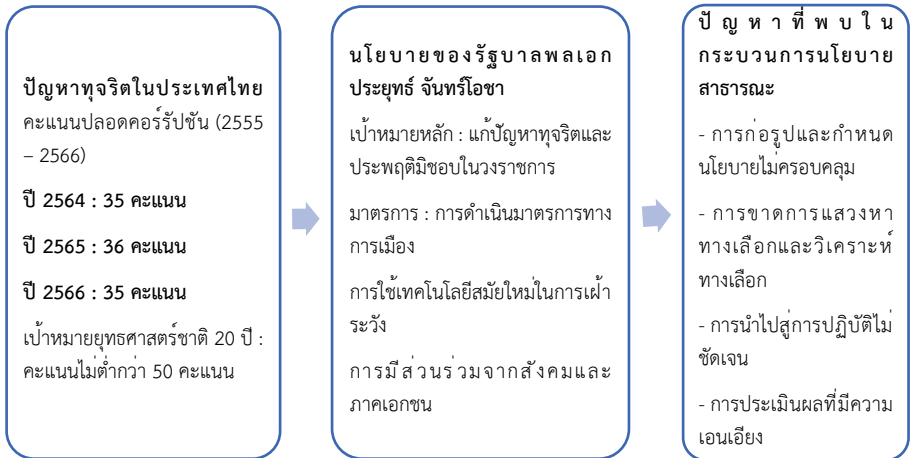 ปัญหาทุจริตในประเทศไทย
คะแนนปลอดคอร์รัปชัน (2555
– 2566)
ปี 2564 : 35 คะแนน
ปี 2565 : 36 คะแนน
ปี 2566 : 35 คะแนน
เป้าหมายยุทธศาสตร์ชาติ 20 ปี :
คะแนนไม่ต่ำกว่า 50 คะแนน
นโยบายของรัฐบาลพลเอก
ประยุทธ์ จันทร์โอชา
เป้าหมายหลัก : แก้ปัญหาทุจริตและ
ประพฤติมิชอบในวงราชการ
มาตรการ : การดำเนินมาตรการทาง
การเมือง
การใช้เทคโนโลยีสมัยใหม่ในการเฝ้า
ระวัง
การมีส่วนร่วมจากสังคมและ
ภาคเอกชน
ปัญหาที่พบใน
กระบวนการนโยบาย
สาธารณะ
- การก่อรูปและกำหนด
นโยบายไม่ครอบคลุม
- การขาดการแสวงหา
ทางเลือกและวิเคราะห์
ทางเลือก
- การนำไปสู่การปฏิบัติไม่
ชัดเจน
- การประเมินผลที่มีความ
เอนเอียง